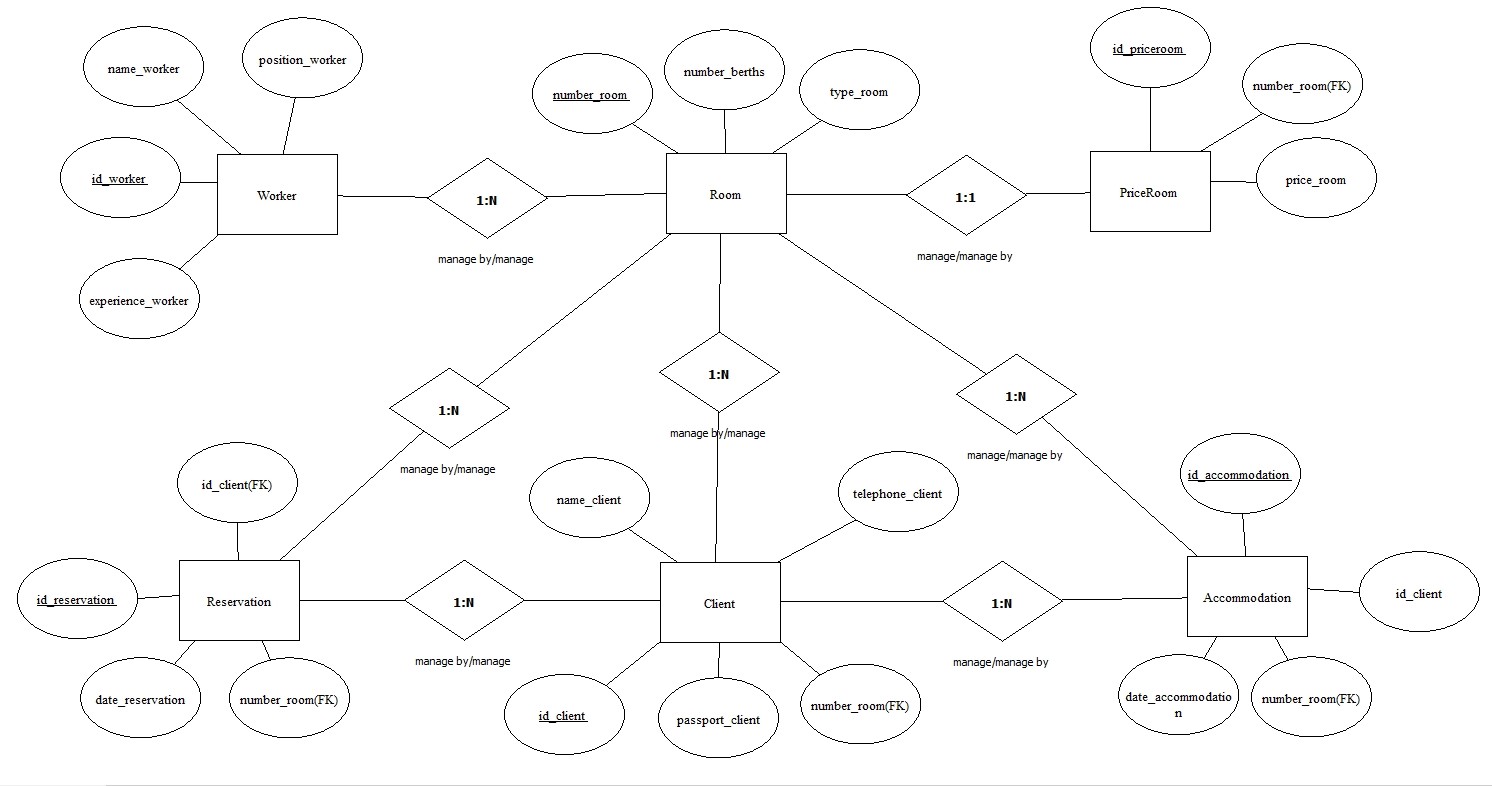 id_priceroom
position_worker
name_worker
number_berths
number_room(FK)
type_room
number_room
id_worker
price_room
Worker
1:N
Room
1:1
PriceRoom
manage by/manage
manage/manage by
experience_worker
1:N
1:N
1:N
manage by/manage
manage by/manage
manage/manage by
id_client(FK)
name_client
telephone_client
id_accommodation
id_reservation
Reservation
1:N
Client
1:N
Accommodation
id_client
manage by/manage
manage/manage by
date_reservation
number_room(FK)
id_client
passport_client
number_room(FK)
date_accommodatio
n
number_room(FK)